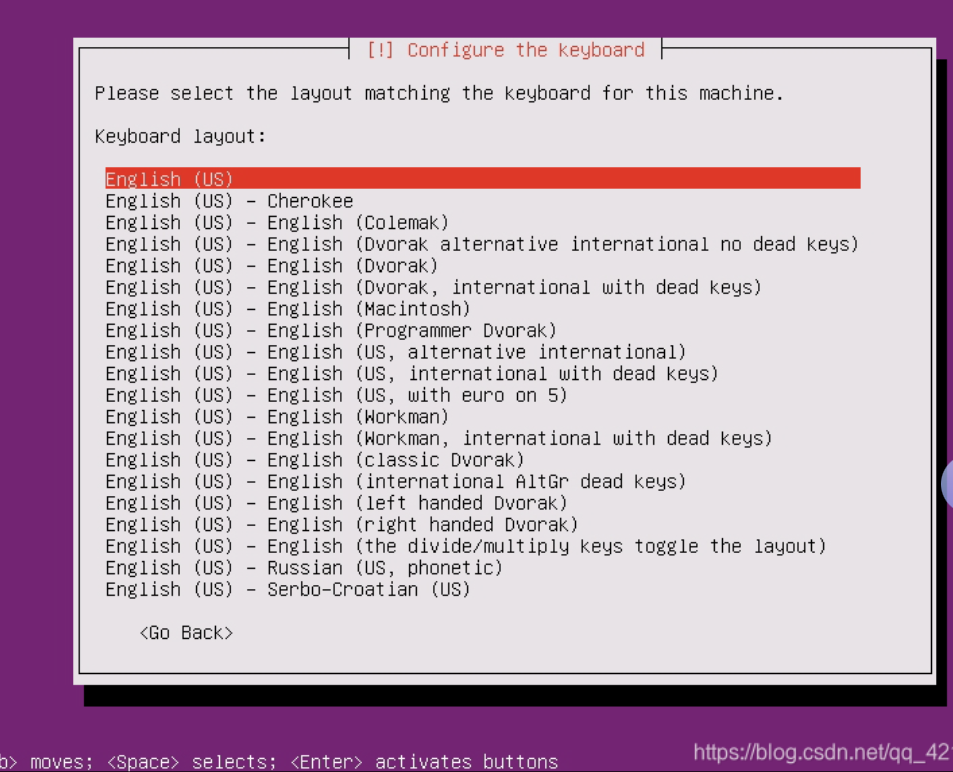 [!] Configure the keyboard
Please select the layout matching the keyboard for this machine.
Keyboard layout:
English (US)
English (US) - Cherokee
English (US) - English (Colemak)
English (US) - English (Dvorak alternative international no dead keys)
English (US) - English (Dvorak)
English (US) - English (Dvorak, international with dead keys)
English (US) - English (Macintosh)
English (US) - English (Programmer Dvorak)
English (US) - English (US, alternative international)
English (US) - English (US, international with dead keys)
English (US) - English (US, with euro on 5)
English (US) - English (Workman)
English (US) - English (Workman, international with dead keys)
English (US) - English (classic Dvorak)
English (US) - English (international AltGr dead keys)
English (US) - English (left handed Dvorak)
English (US) - English (right handed Dvorak)
English (US) - English (the divide/multiply keys toggle the layout)
English (US) - Russian (US, phonetic)
English (US) - Serbo-Croatian (US)
<Go Back>
b> moves; <Space> selects; <Enter> activates buttons
https://blog.csdn.net/qq_421